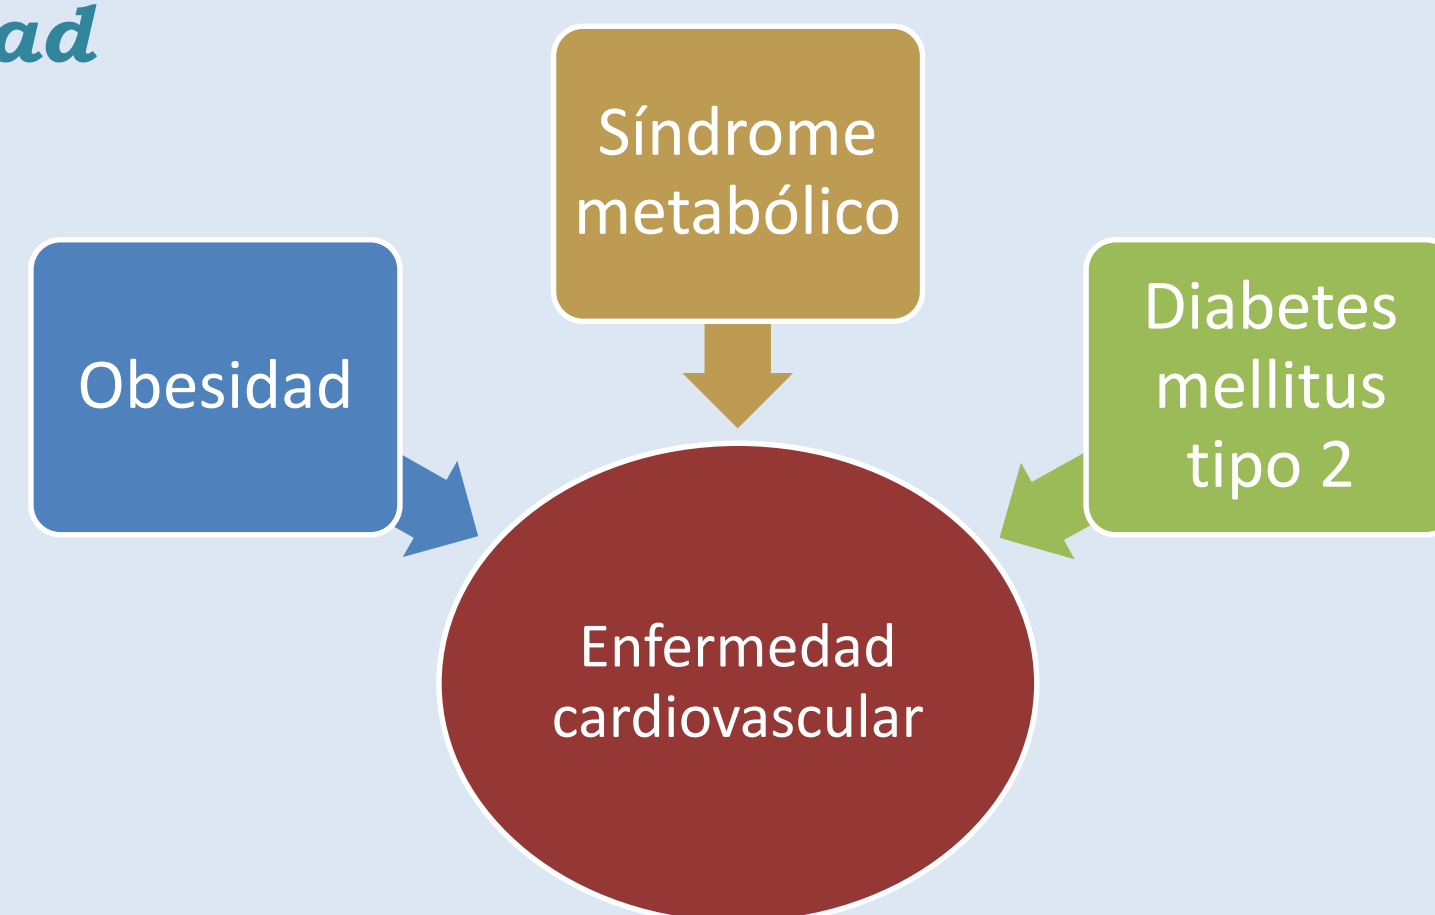 ad
Síndrome
metabólico
Obesidad
Diabetes
mellitus
tipo 2
Enfermedad
cardiovascular